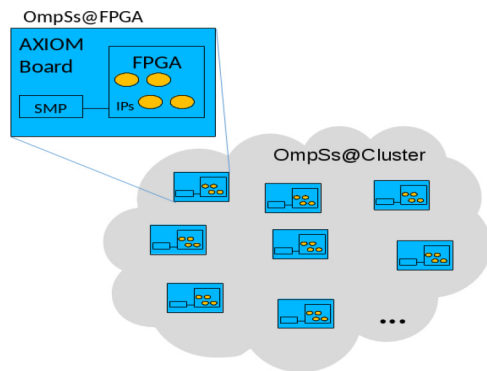 OmpSs@FPGA
AXIOM
Board
FPGA
SMP
IPs
OmpSs@Cluster
...